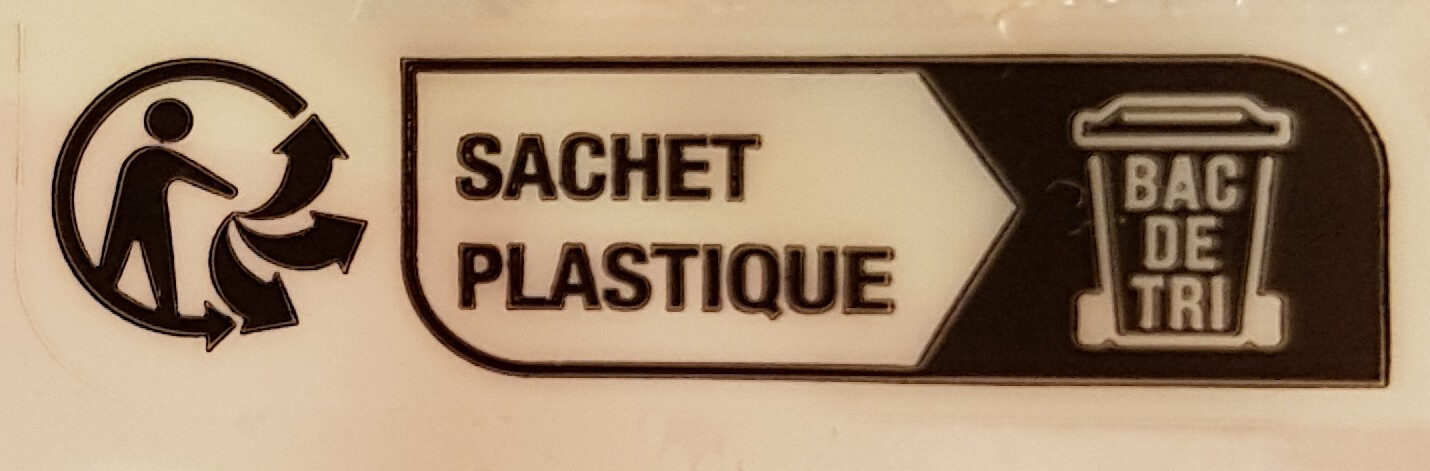 SACHET
PLASTIQUE
BAC
DE
TRI